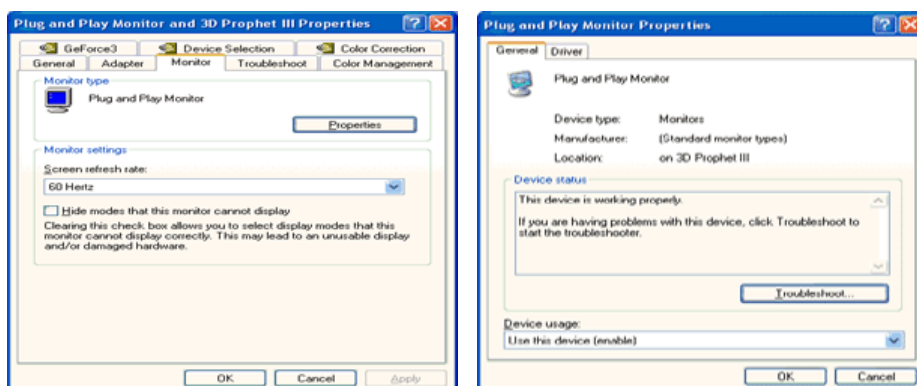 Plug and Play Monitor and 3D Prophet III Properties
GeForce3 Device Selection Color Correction
General Adapter Monitor Troubleshoot Color Management
Monitor type
Plug and Play Monitor
Properties
Monitor settings
Screen refresh rate:
60 Hertz
Hide modes that this monitor cannot display
Clearing this check box allows you to select display modes that this
monitor cannot display correctly. This may lead to an unusable display
and/or damaged hardware.
OK Cancel Apply
Plug and Play Monitor Properties
General Driver
Plug and Play Monitor
Device type: Monitors
Manufacturer: (Standard monitor types)
Location: on 3D Prophet III
Device status
This device is working properly.
If you are having problems with this device, click Troubleshoot to
start the troubleshooter.
Troubleshoot...
Device usage:
Use this device (enable)
OK Cancel